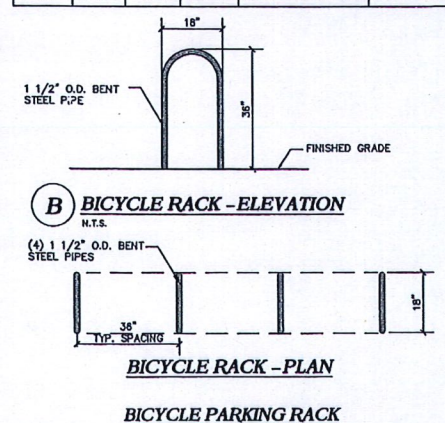 18"
1 1/2" O.D. BENT
STEEL PIPE
36"
FINISHED GRADE
B BICYCLE RACK - ELEVATION
N.T.S.
(4) 1 1/2" O.D. BENT
STEEL PIPES
18"
36"
TYP. SPACING
BICYCLE RACK - PLAN
BICYCLE PARKING RACK